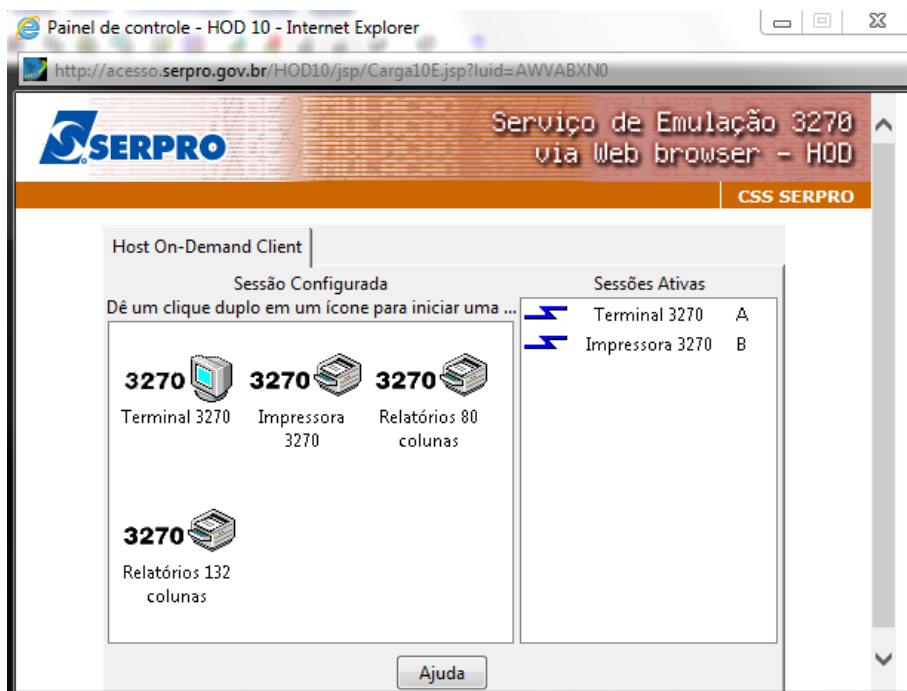 Painel de controle - HOD 10 - Internet Explorer
http://acesso.serpro.gov.br/HOD10/jsp/Carga10E.jsp?luid=AWVABXN0
SERPRO
Serviço de Emulação 3270
via Web browser - HOD
CSS SERPRO
Host On-Demand Client
Sessão Configurada
Dê um clique duplo em um ícone para iniciar uma ...
3270
Terminal 3270
3270
Impressora
3270
3270
Relatórios 80
colunas
3270
Relatórios 132
colunas
Sessões Ativas
Terminal 3270 A
Impressora 3270 B
Ajuda